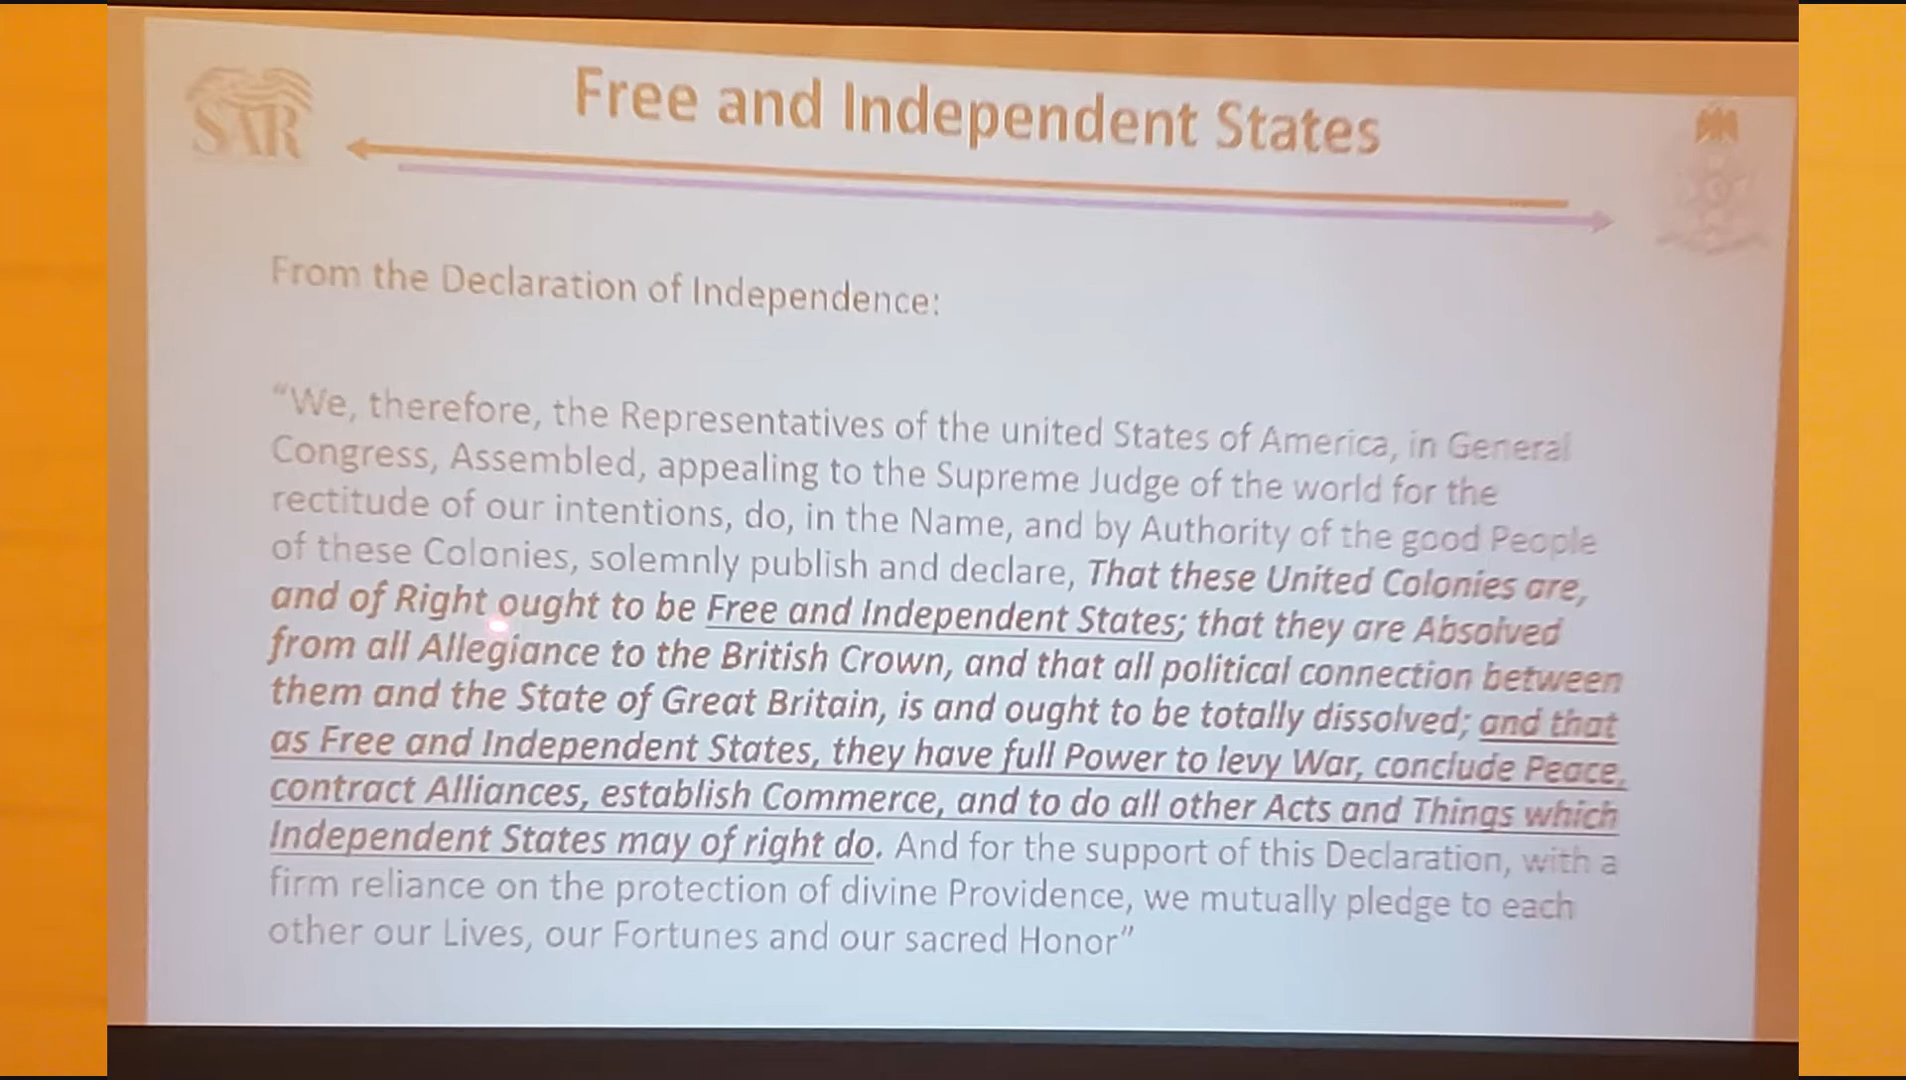 SAR
Free and Independent States
From the Declaration of Independence:
“We, therefore, the Representatives of the united States of America, in General
Congress, Assembled, appealing to the Supreme Judge of the world for the
rectitude of our intentions, do, in the Name, and by Authority of the good People
of these Colonies, solemnly publish and declare, That these United Colonies are,
and of Right ought to be Free and Independent States; that they are Absolved
from all Allegiance to the British Crown, and that all political connection between
them and the State of Great Britain, is and ought to be totally dissolved; and that
as Free and Independent States, they have full Power to levy War, conclude Peace,
contract Alliances, establish Commerce, and to do all other Acts and Things which
Independent States may of right do. And for the support of this Declaration, with a
firm reliance on the protection of divine Providence, we mutually pledge to each
other our Lives, our Fortunes and our sacred Honor”